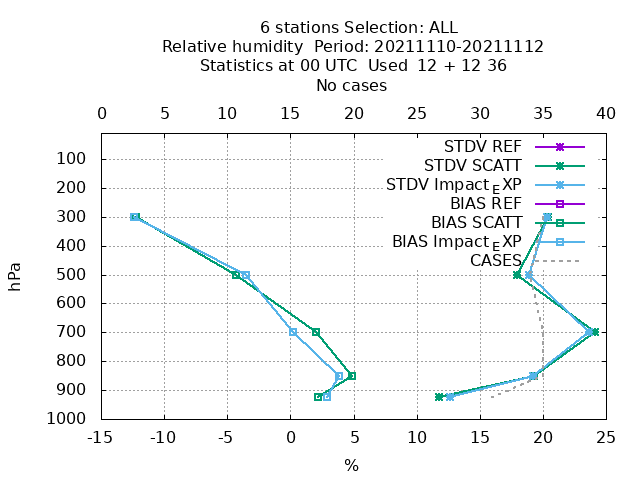 6 stations Selection: ALL
Relative humidity  Period: 20211110-20211112
Statistics at 00 UTC  Used  12 + 12 36
No cases
0 5 10 15 20 25 30 35 40
STDV REF
STDV SCATT
STDV Impact_EXP
BIAS REF
BIAS SCATT
BIAS Impact_EXP
CASES
hPa
100
200
300
400
500
600
700
800
900
1000
-15 -10 -5 0 5 10 15 20 25
%